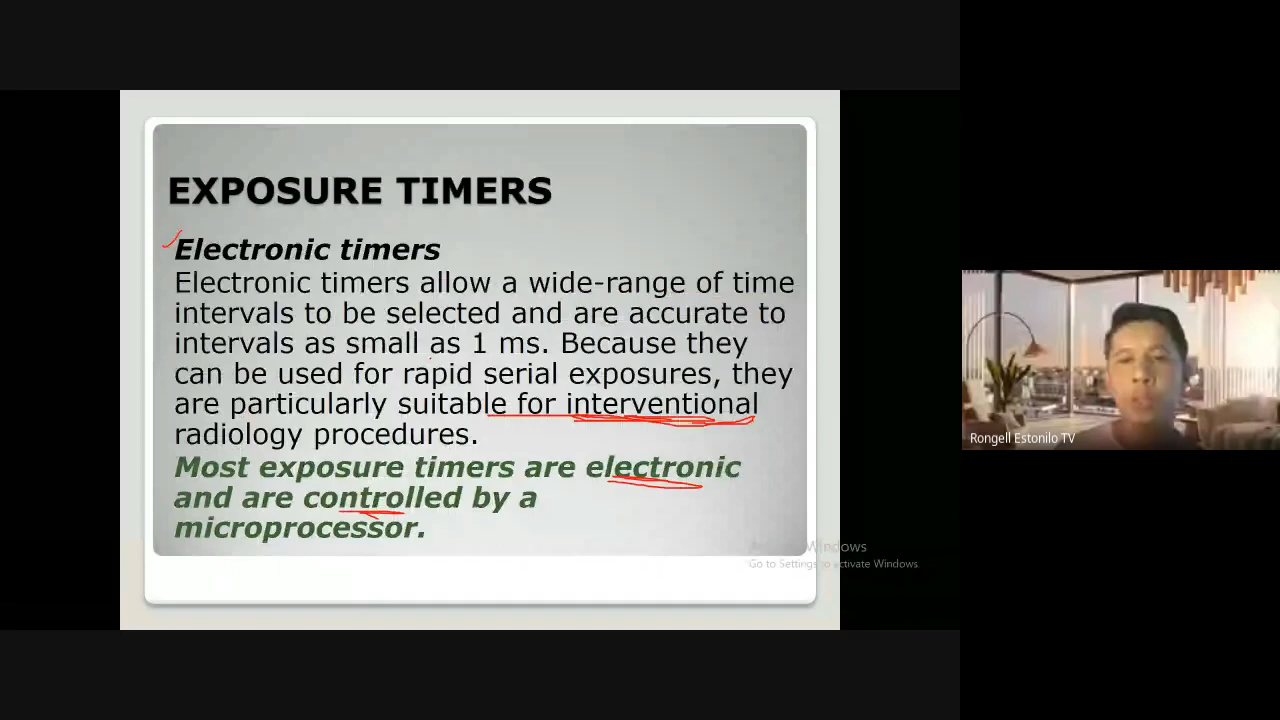 EXPOSURE TIMERS
Electronic timers
Electronic timers allow a wide-range of time
intervals to be selected and are accurate to
intervals as small as 1 ms. Because they
can be used for rapid serial exposures, they
are particularly suitable for interventional
radiology procedures.
Most exposure timers are electronic
and are controlled by a
microprocessor.
Windows
Go to Settings to activate Windows.
Rongell Estonilo TV